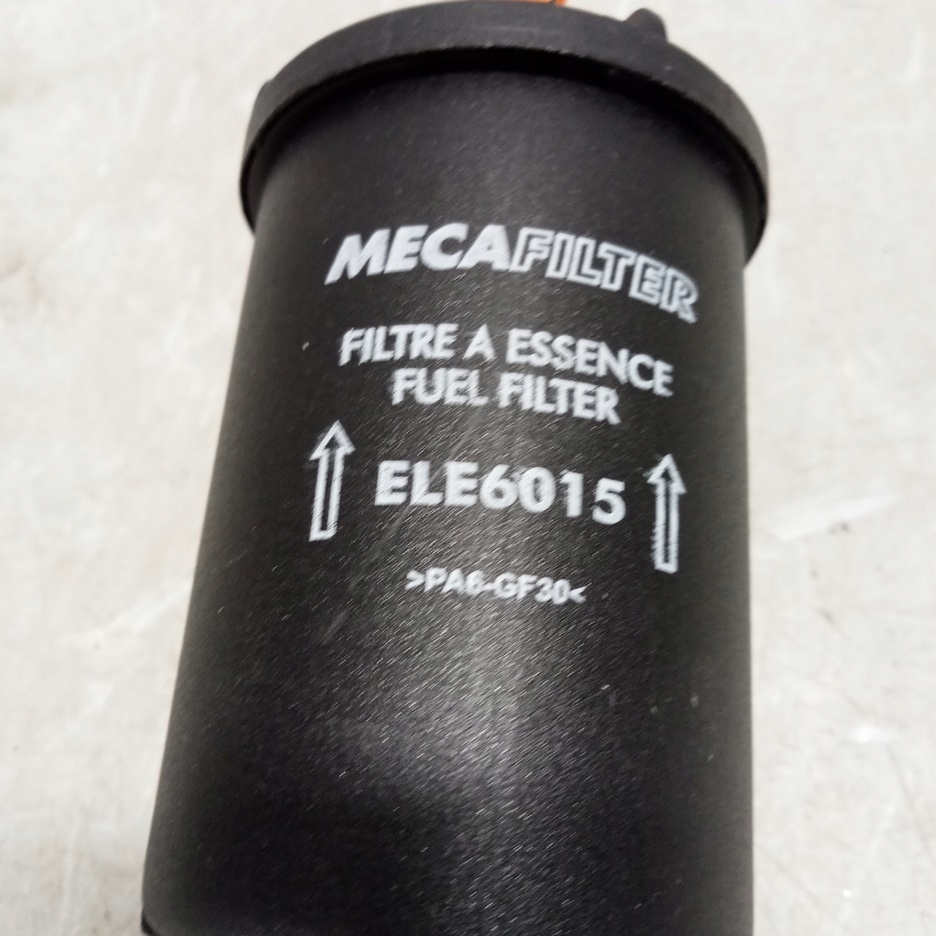 MECAFILTER
FILTRE A ESSENCE
FUEL FILTER
ELE6015
>PA6-GF30<